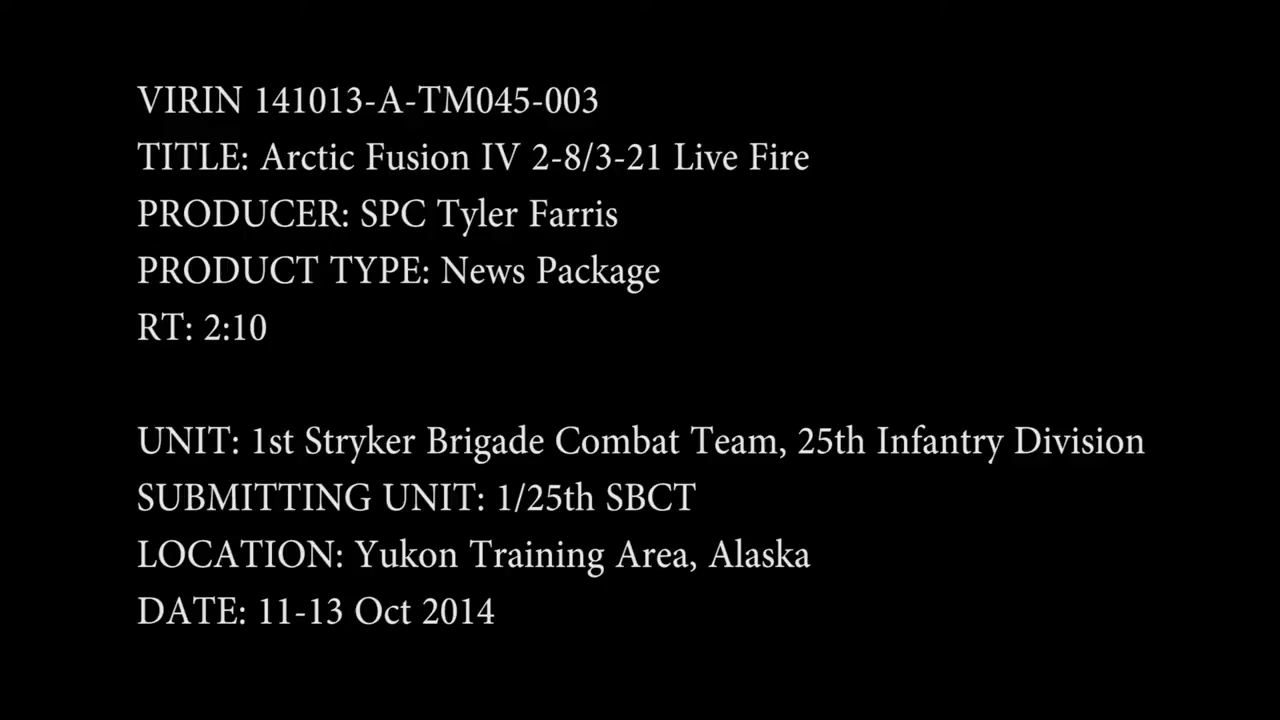 VIRIN 141013-A-TM045-003
TITLE: Arctic Fusion IV 2-8/3-21 Live Fire
PRODUCER: SPC Tyler Farris
PRODUCT TYPE: News Package
RT: 2:10
UNIT: 1st Stryker Brigade Combat Team, 25th Infantry Division
SUBMITTING UNIT: 1/25th SBCT
LOCATION: Yukon Training Area, Alaska
DATE: 11-13 Oct 2014